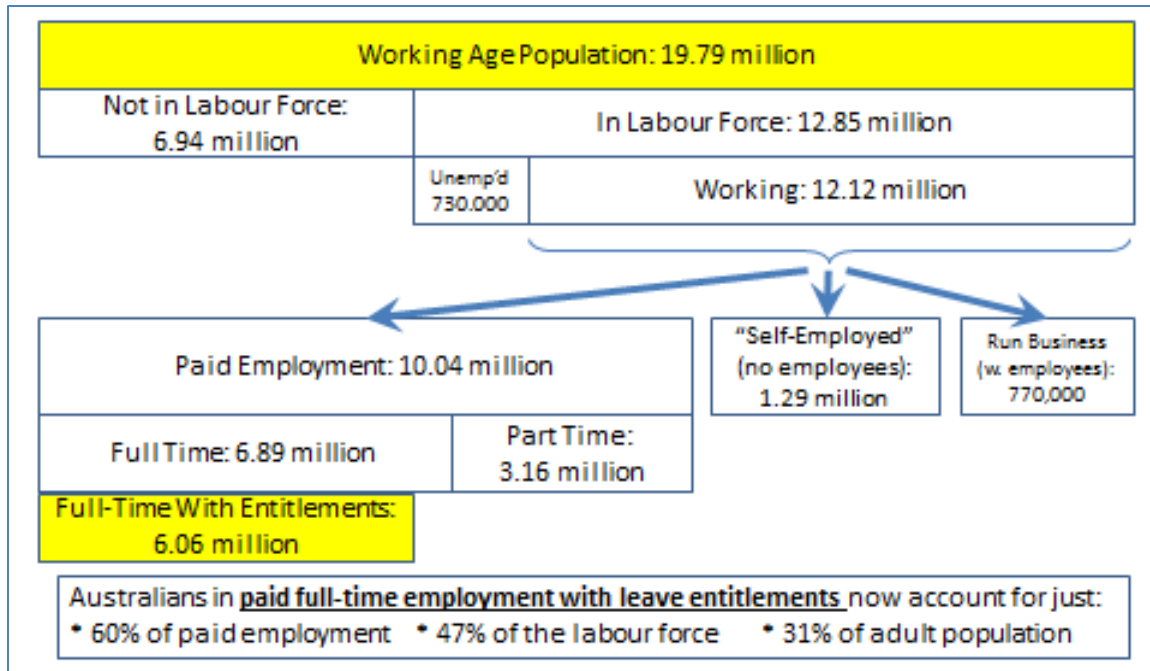 Working Age Population: 19.79 million
Not in Labour Force:
6.94 million
In Labour Force: 12.85 million
Unemp'd
730.000
Working: 12.12 million
Paid Employment: 10.04 million
"Self-Employed"
(no employees):
1.29 million
Run Business
(w. employees):
770,000
Full Time: 6.89 million
Part Time:
3.16 million
Full-Time With Entitlements:
6.06 million
Australians in paid full-time employment with leave entitlements now account for just:
* 60% of paid employment * 47% of the labour force * 31% of adult population